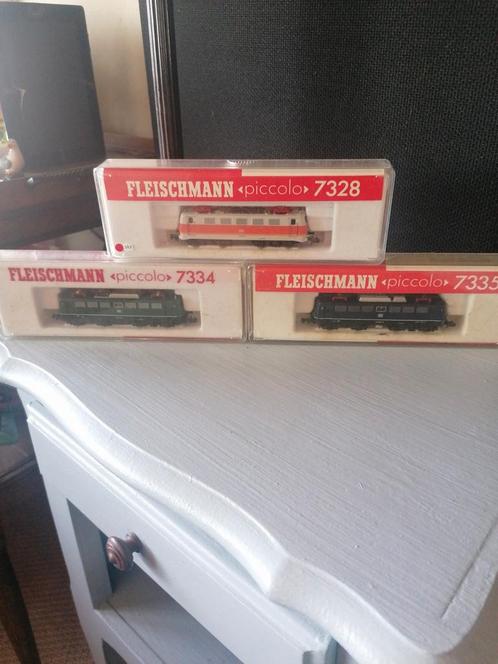 FLEISCHMANN «piccolo» 7328
FLEISCHMANN «piccolo» 7334
FLEISCHMANN «piccolo» 7335